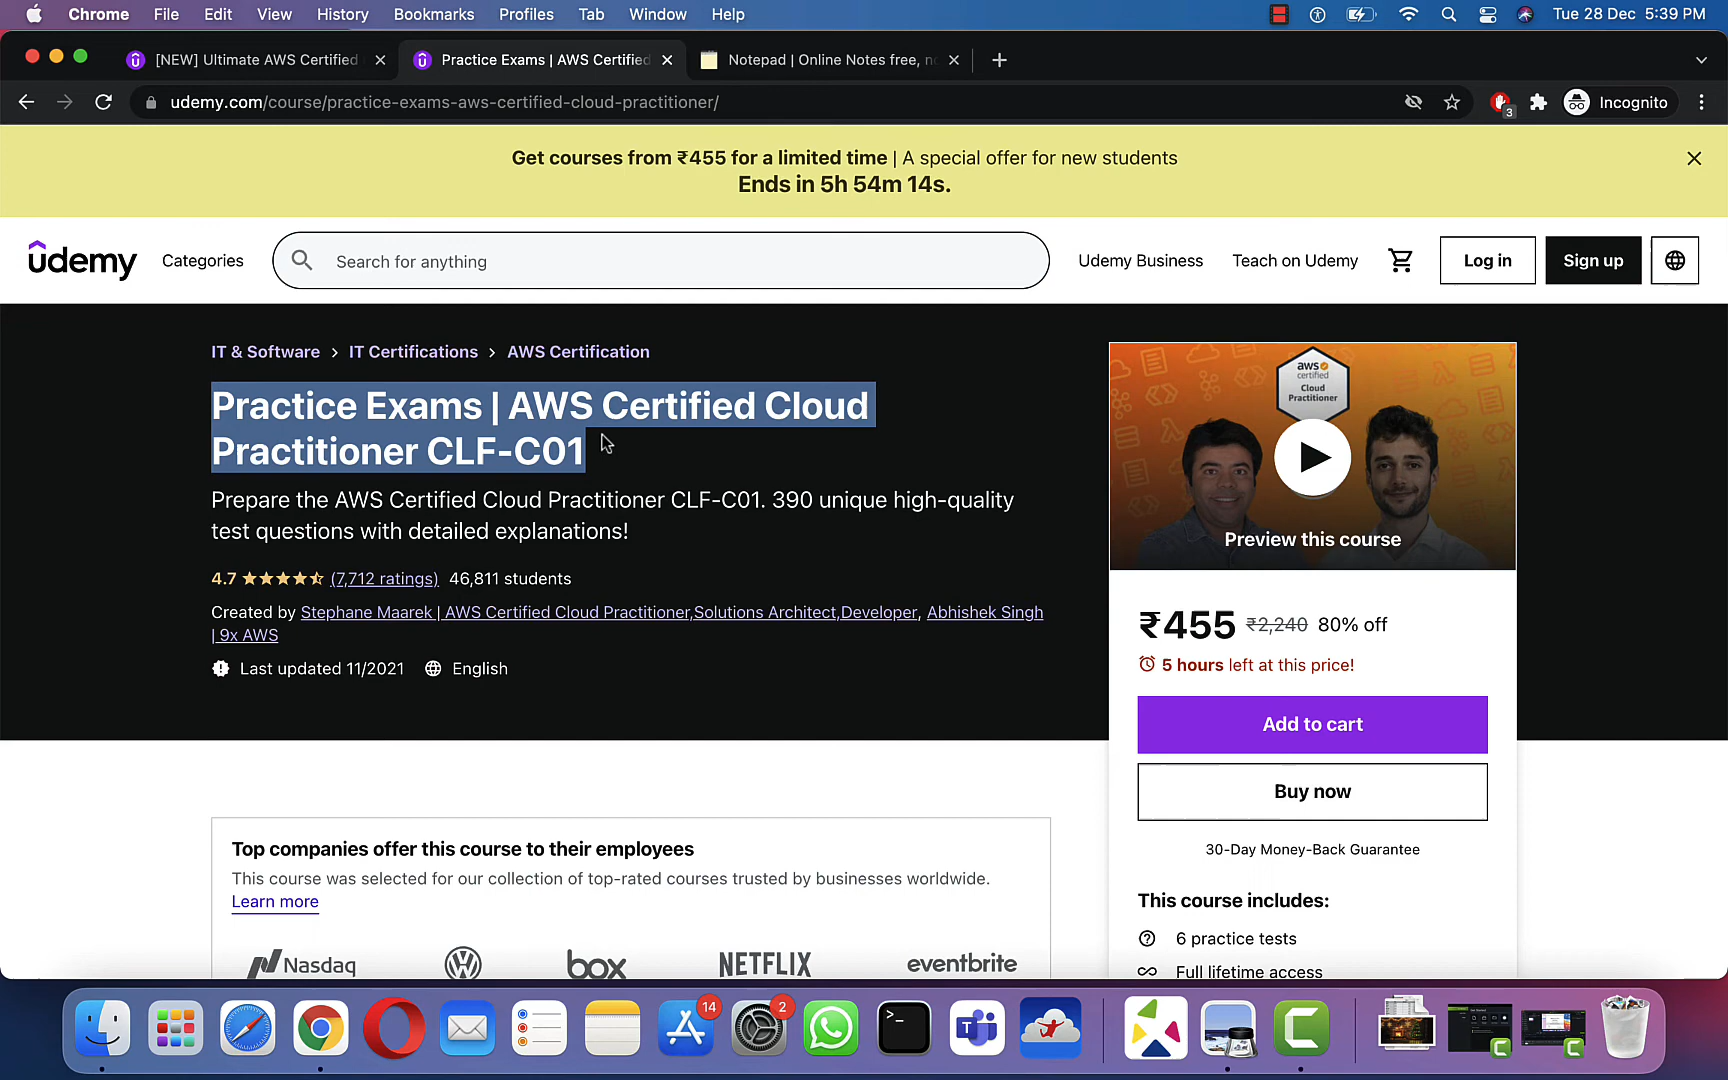 Chrome File Edit View History Bookmarks Profiles Tab Window Help
Tue 28 Dec 5:39 PM
[NEW] Ultimate AWS Certified
Practice Exams | AWS Certified
Notepad | Online Notes free, n
udemy.com/course/practice-exams-aws-certified-cloud-practitioner/
3
Incognito
Get courses from ₹455 for a limited time | A special offer for new students
Ends in 5h 54m 14s.
udemy
Categories
Search for anything
Udemy Business
Teach on Udemy
Log in
Sign up
IT & Software > IT Certifications > AWS Certification
Practice Exams | AWS Certified Cloud
Practitioner CLF-C01
Prepare the AWS Certified Cloud Practitioner CLF-C01. 390 unique high-quality
test questions with detailed explanations!
4.7 (7,712 ratings) 46,811 students
Created by Stephane Maarek | AWS Certified Cloud Practitioner,Solutions Architect,Developer, Abhishek Singh
| 9x AWS
Last updated 11/2021 English
aws
certified
Cloud
Practitioner
Preview this course
₹455 ₹2,240 80% off
5 hours left at this price!
Add to cart
Buy now
30-Day Money-Back Guarantee
This course includes:
6 practice tests
Full lifetime access
Top companies offer this course to their employees
This course was selected for our collection of top-rated courses trusted by businesses worldwide.
Learn more
Nasdaq
box
NETFLIX
eventbrite
14
2
>_
T